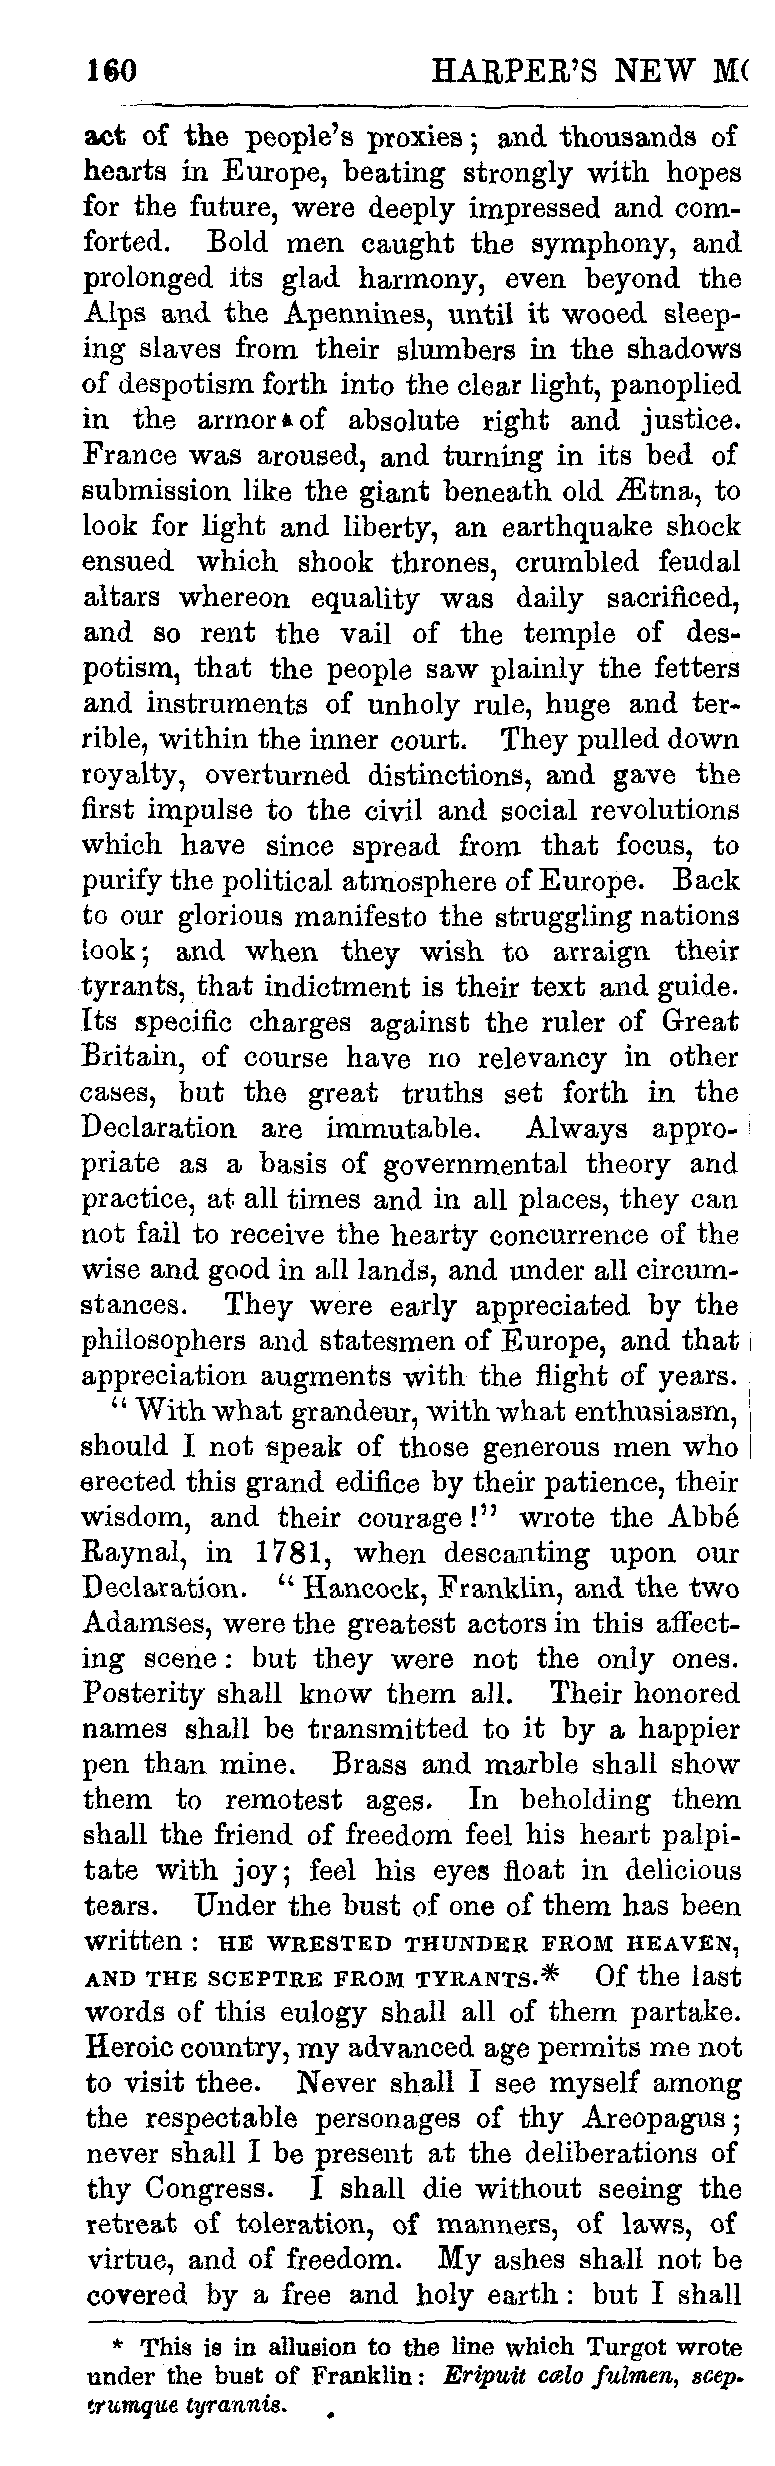 160 HARPER'S NEW M
act of the people's proxies; and thousands of
hearts in Europe, beating strongly with hopes
for the future, were deeply impressed and com-
forted. Bold men caught the symphony, and
prolonged its glad harmony, even beyond the
Alps and the Apennines, until it wooed sleep-
ing slaves from their slumbers in the shadows
of despotism forth into the clear light, panoplied
in the armor of absolute right and justice.
France was aroused, and turning in its bed of
submission like the giant beneath old Ætna, to
look for light and liberty, an earthquake shock
ensued which shook thrones, crumbled feudal
altars whereon equality was daily sacrificed,
and so rent the vail of the temple of des-
potism, that the people saw plainly the fetters
and instruments of unholy rule, huge and ter-
rible, within the inner court. They pulled down
royalty, overturned distinctions, and gave the
first impulse to the civil and social revolutions
which have since spread from that focus, to
purify the political atmosphere of Europe. Back
to our glorious manifesto the struggling nations
look; and when they wish to arraign their
tyrants, that indictment is their text and guide.
Its specific charges against the ruler of Great
Britain, of course have no relevancy in other
cases, but the great truths set forth in the
Declaration are immutable. Always appro-
priate as a basis of governmental theory and
practice, at all times and in all places, they can
not fail to receive the hearty concurrence of the
wise and good in all lands, and under all circum-
stances. They were early appreciated by the
philosophers and statesmen of Europe, and that
appreciation augments with the flight of years.
"With what grandeur, with what enthusiasm,
should I not speak of those generous men who
erected this grand edifice by their patience, their
wisdom, and their courage!" wrote the Abbé
Raynal, in 1781, when descanting upon our
Declaration. "Hancock, Franklin, and the two
Adamses, were the greatest actors in this affect-
ing scene: but they were not the only ones.
Posterity shall know them all. Their honored
names shall be transmitted to it by a happier
pen than mine. Brass and marble shall show
them to remotest ages. In beholding them
shall the friend of freedom feel his heart palpi-
tate with joy; feel his eyes float in delicious
tears. Under the bust of one of them has been
written: HE WRESTED THUNDER FROM HEAVEN,
AND THE SCEPTRE FROM TYRANTS.* Of the last
words of this eulogy shall all of them partake.
Heroic country, my advanced age permits me not
to visit thee. Never shall I see myself among
the respectable personages of thy Areopagus;
never shall I be present at the deliberations of
thy Congress. I shall die without seeing the
retreat of toleration, of manners, of laws, of
virtue, and of freedom. My ashes shall not be
covered by a free and holy earth: but I shall
* This is in allusion to the line which Turgot wrote
under the bust of Franklin: Eripuit cœlo fulmen, scep-
trumque tyrannis.